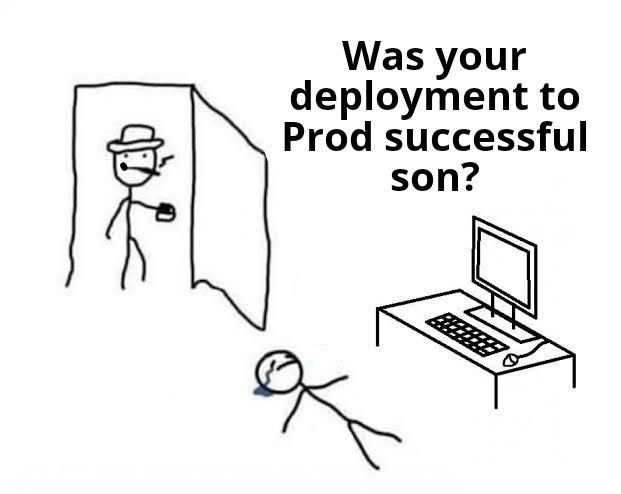 Was your
deployment to
Prod successful
son?